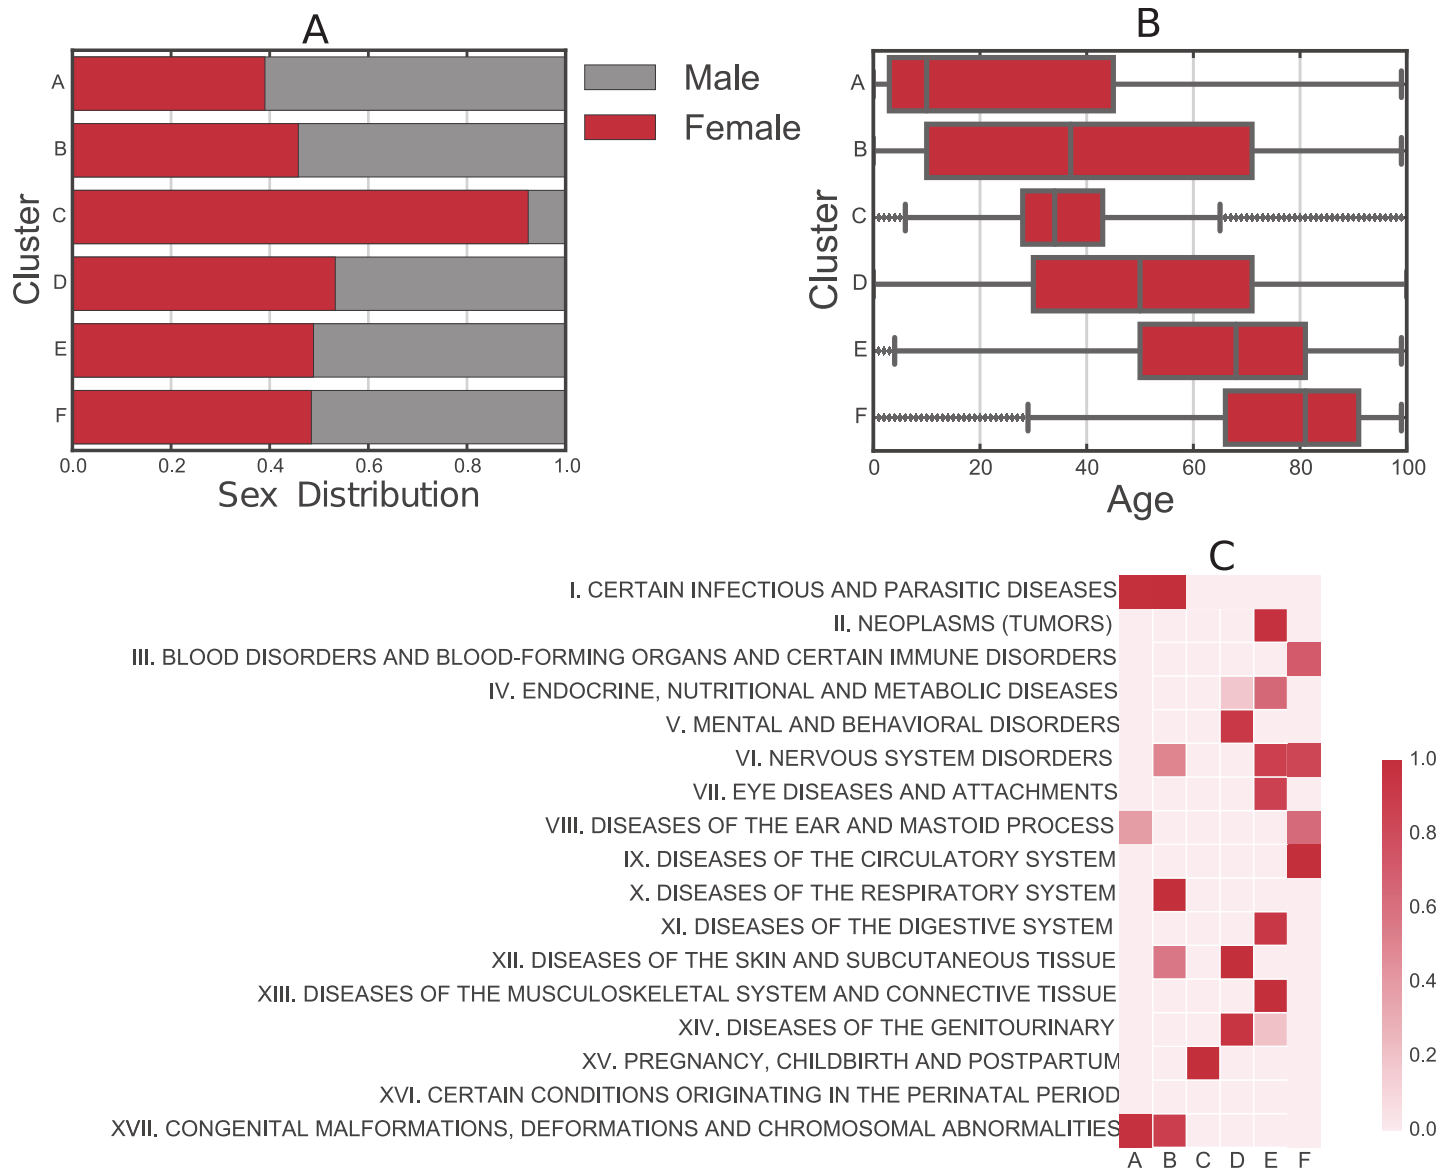 A
A
B
C
D
E
F
Cluster
0.0 0.2 0.4 0.6 0.8 1.0
Sex Distribution
Male
Female
B
A
B
C
D
E
F
Cluster
0 20 40 60 80 100
Age
C
I. CERTAIN INFECTIOUS AND PARASITIC DISEASES
II. NEOPLASMS (TUMORS)
III. BLOOD DISORDERS AND BLOOD-FORMING ORGANS AND CERTAIN IMMUNE DISORDERS
IV. ENDOCRINE, NUTRITIONAL AND METABOLIC DISEASES
V. MENTAL AND BEHAVIORAL DISORDERS
VI. NERVOUS SYSTEM DISORDERS
VII. EYE DISEASES AND ATTACHMENTS
VIII. DISEASES OF THE EAR AND MASTOID PROCESS
IX. DISEASES OF THE CIRCULATORY SYSTEM
X. DISEASES OF THE RESPIRATORY SYSTEM
XI. DISEASES OF THE DIGESTIVE SYSTEM
XII. DISEASES OF THE SKIN AND SUBCUTANEOUS TISSUE
XIII. DISEASES OF THE MUSCULOSKELETAL SYSTEM AND CONNECTIVE TISSUE
XIV. DISEASES OF THE GENITOURINARY
XV. PREGNANCY, CHILDBIRTH AND POSTPARTUM
XVI. CERTAIN CONDITIONS ORIGINATING IN THE PERINATAL PERIOD
XVII. CONGENITAL MALFORMATIONS, DEFORMATIONS AND CHROMOSOMAL ABNORMALITIES
A B C D E F
1.0
0.8
0.6
0.4
0.2
0.0